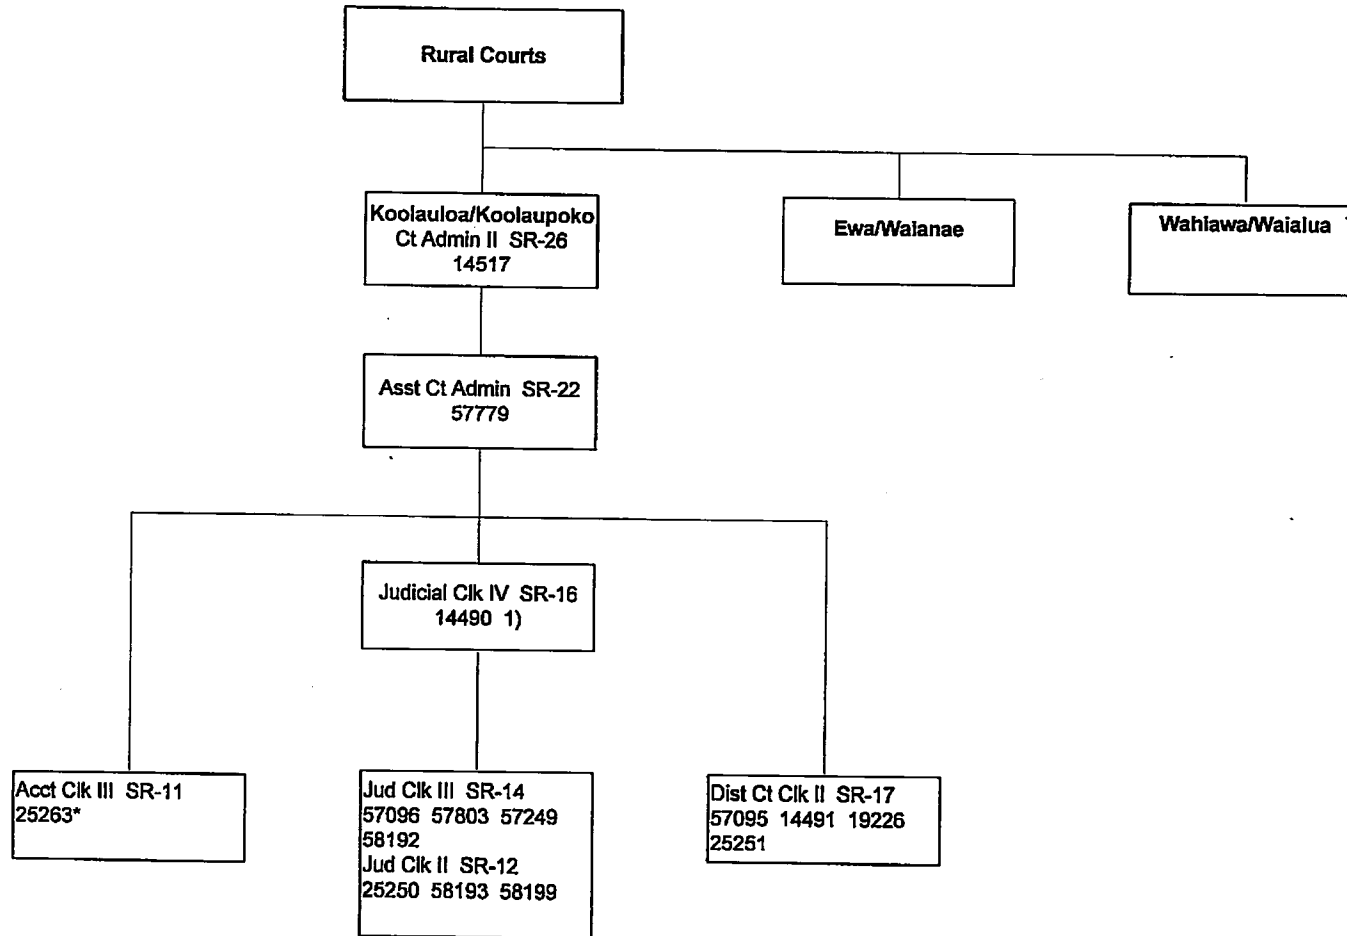 Rural Courts
Koolauloa/Koolaupoko
Ct Admin II SR-26
14517
Ewa/Waianae
Wahiawa/Waialua
Asst Ct Admin SR-22
57779
Judicial Clk IV SR-16
14490 1)
Acct Clk III SR-11
25263*
Jud Clk III SR-14
57096 57803 57249
58192
Jud Clk II SR-12
25250 58193 58199
Dist Ct Clk II SR-17
57095 14491 19226
25251